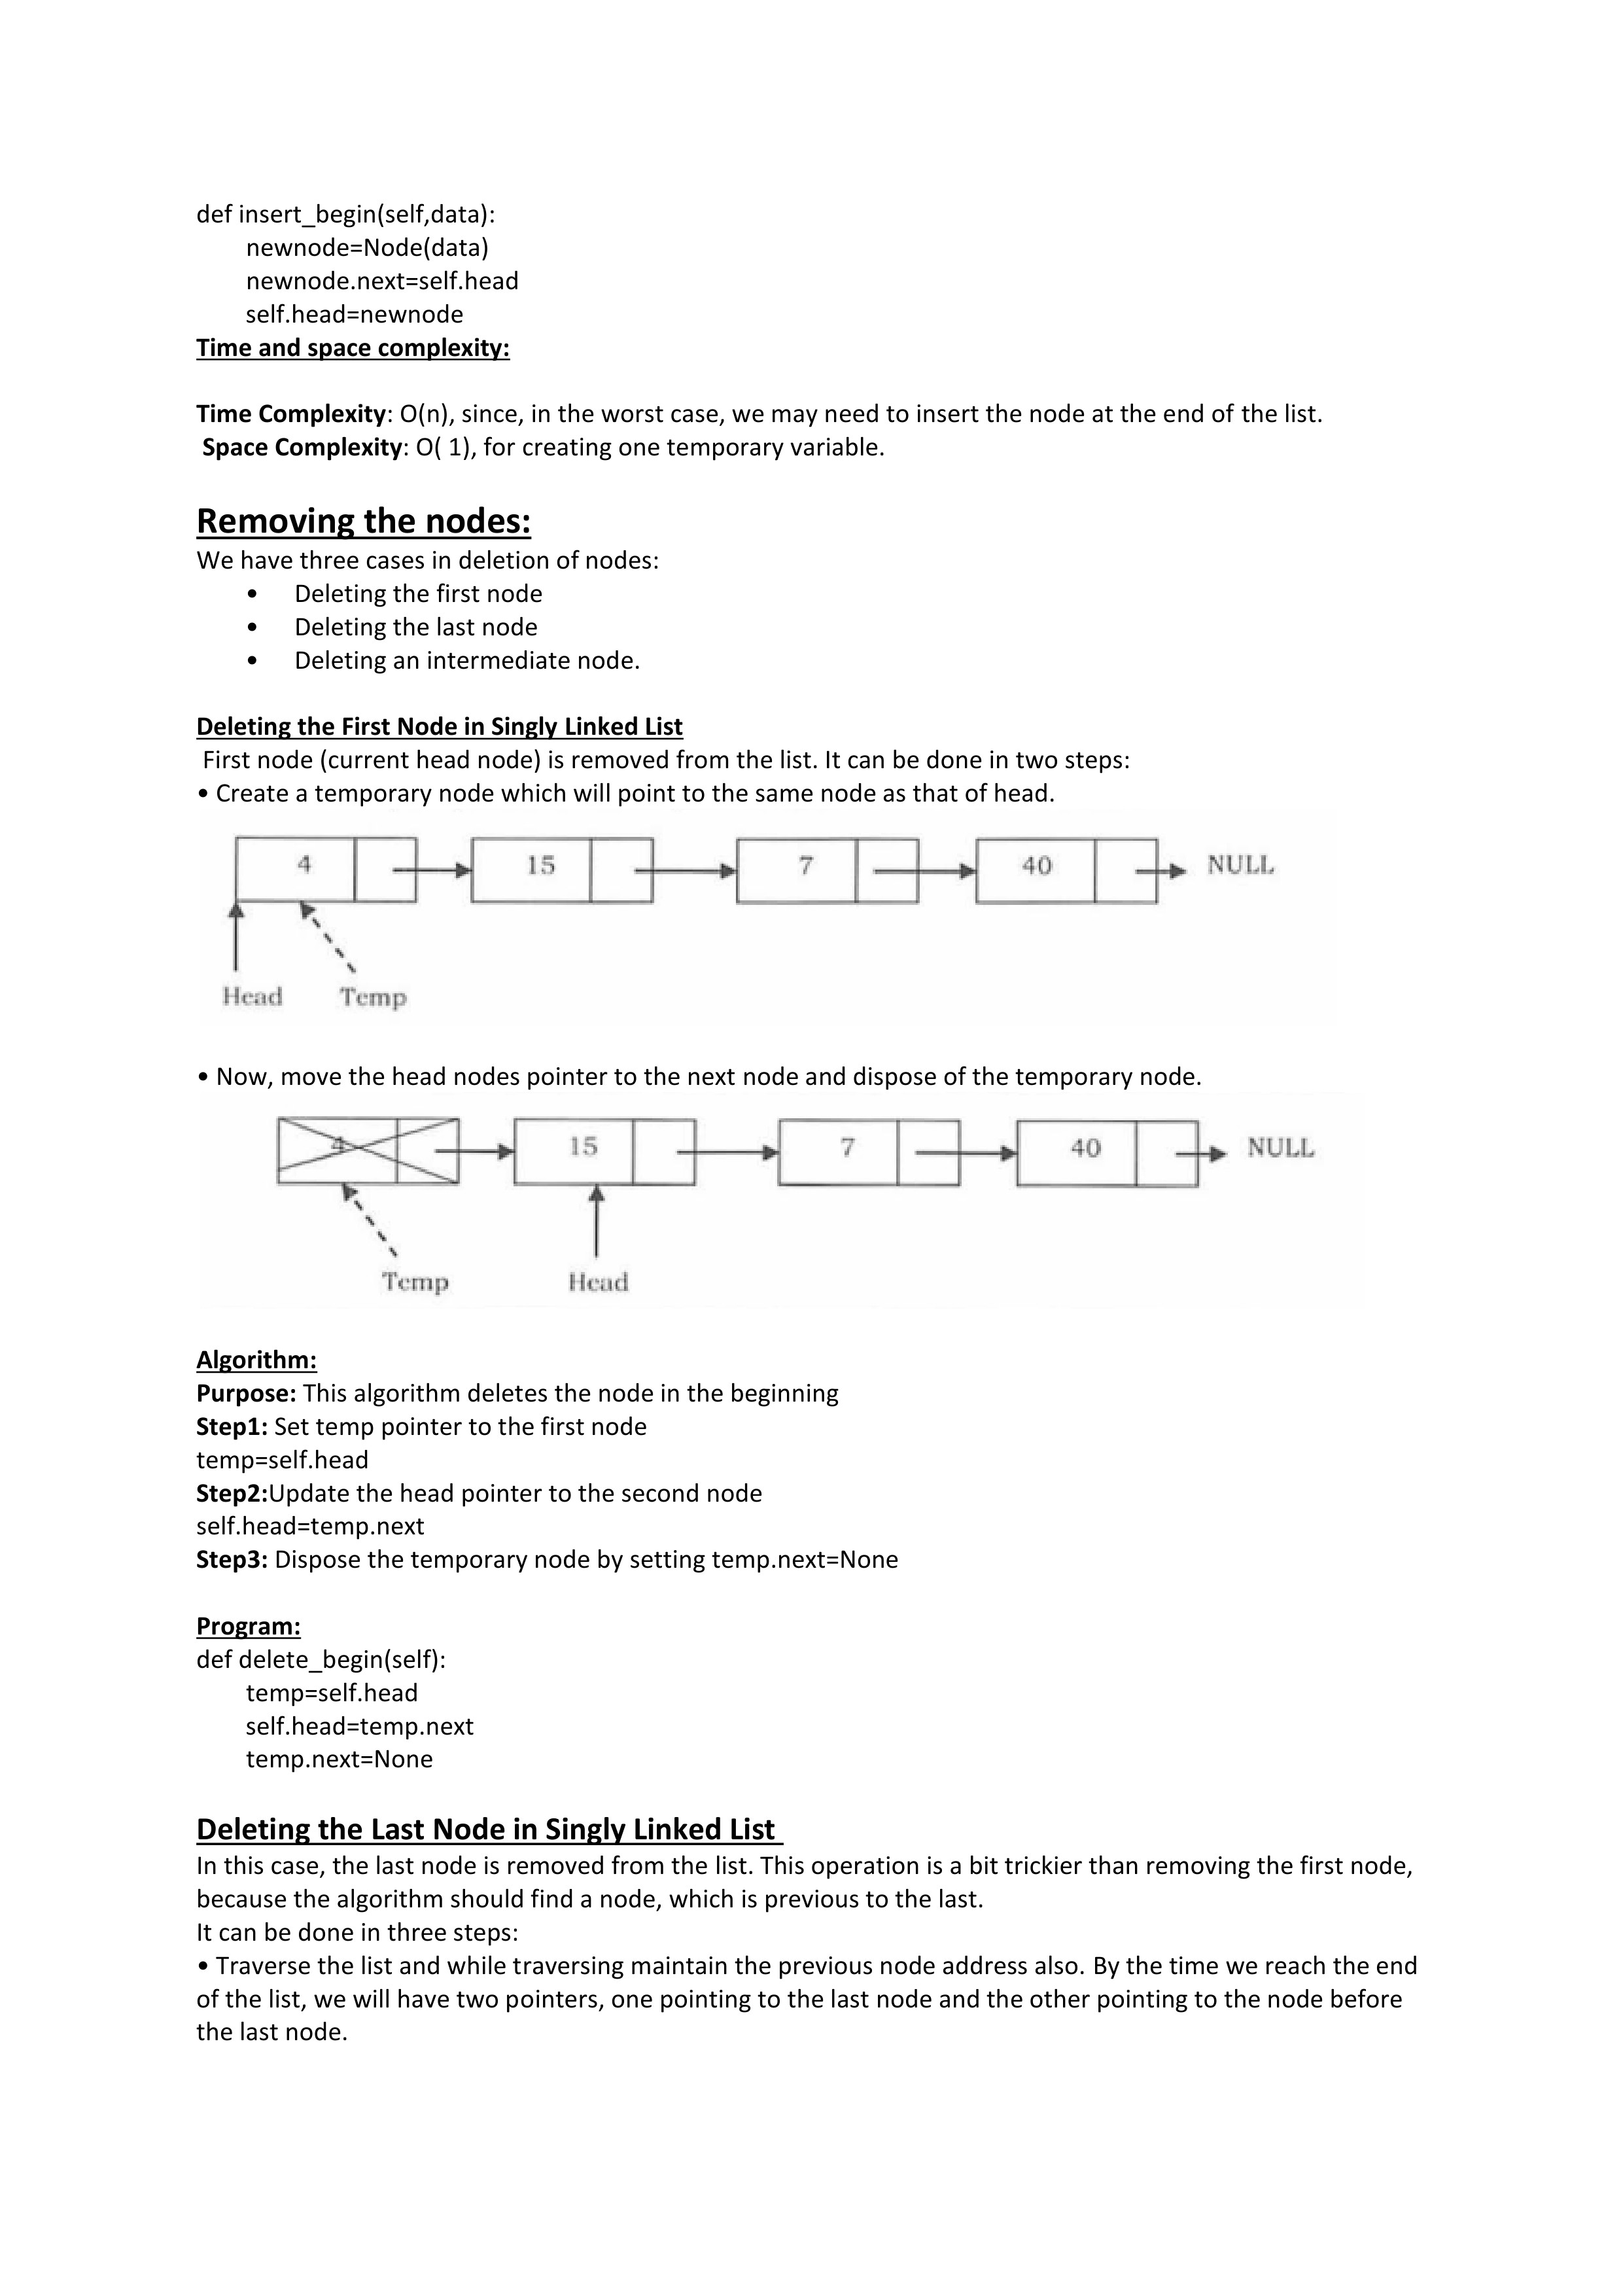 def insert_begin(self,data):
newnode=Node(data)
newnode.next=self.head
self.head=newnode
Time and space complexity:
Time Complexity: O(n), since, in the worst case, we may need to insert the node at the end of the list.
Space Complexity: O( 1), for creating one temporary variable.
Removing the nodes:
We have three cases in deletion of nodes:
• Deleting the first node
• Deleting the last node
• Deleting an intermediate node.
Deleting the First Node in Singly Linked List
First node (current head node) is removed from the list. It can be done in two steps:
• Create a temporary node which will point to the same node as that of head.
4 15 7 40 NULL
Head Temp
• Now, move the head nodes pointer to the next node and dispose of the temporary node.
4 15 7 40 NULL
Temp Head
Algorithm:
Purpose: This algorithm deletes the node in the beginning
Step1: Set temp pointer to the first node
temp=self.head
Step2:Update the head pointer to the second node
self.head=temp.next
Step3: Dispose the temporary node by setting temp.next=None
Program:
def delete_begin(self):
temp=self.head
self.head=temp.next
temp.next=None
Deleting the Last Node in Singly Linked List
In this case, the last node is removed from the list. This operation is a bit trickier than removing the first node,
because the algorithm should find a node, which is previous to the last.
It can be done in three steps:
• Traverse the list and while traversing maintain the previous node address also. By the time we reach the end
of the list, we will have two pointers, one pointing to the last node and the other pointing to the node before
the last node.